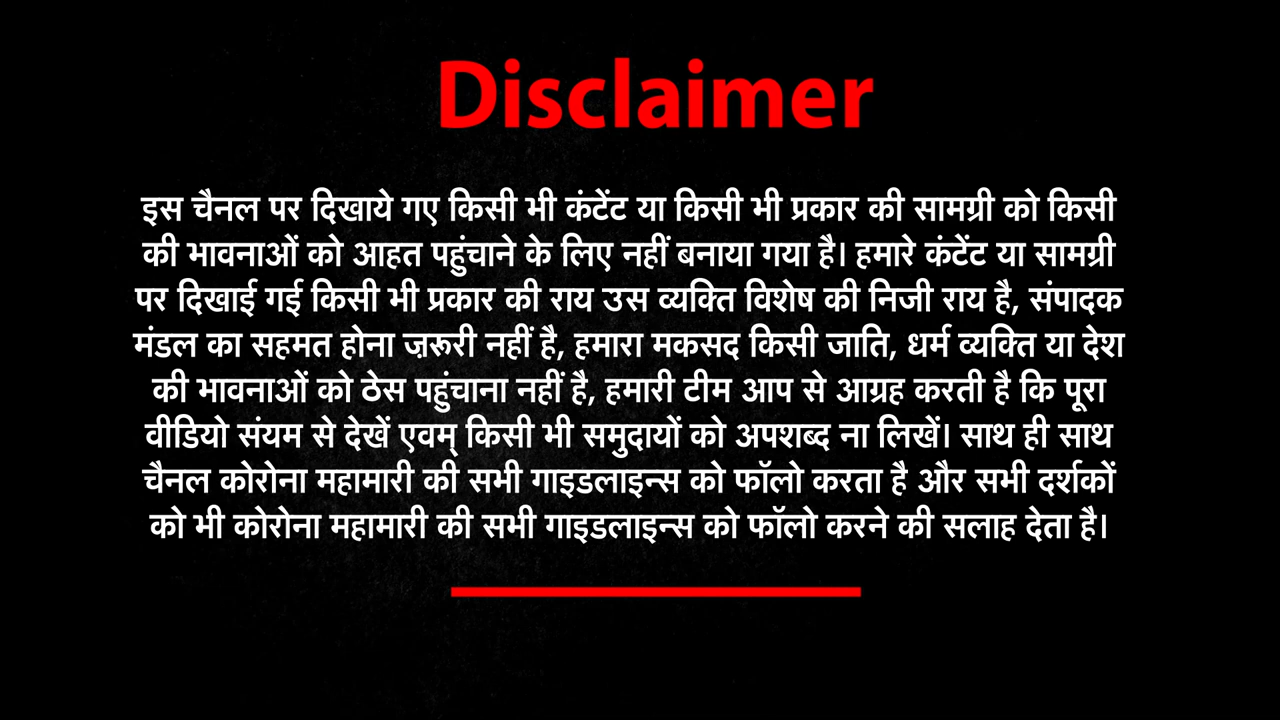 Disclaimer
इस चैनल पर दिखाये गए किसी भी कंटेंट या किसी भी प्रकार की सामग्री को किसी
की भावनाओं को आहत पहुंचाने के लिए नहीं बनाया गया है। हमारे कंटेंट या सामग्री
पर दिखाई गई किसी भी प्रकार की राय उस व्यक्ति विशेष की निजी राय है, संपादक
मंडल का सहमत होना ज़रूरी नहीं है, हमारा मकसद किसी जाति, धर्म व्यक्ति या देश
की भावनाओं को ठेस पहुंचाना नहीं है, हमारी टीम आप से आग्रह करती है कि पूरा
वीडियो संयम से देखें एवम् किसी भी समुदायों को अपशब्द ना लिखें। साथ ही साथ
चैनल कोरोना महामारी की सभी गाइडलाइन्स को फॉलो करता है और सभी दर्शकों
को भी कोरोना महामारी की सभी गाइडलाइन्स को फॉलो करने की सलाह देता है।